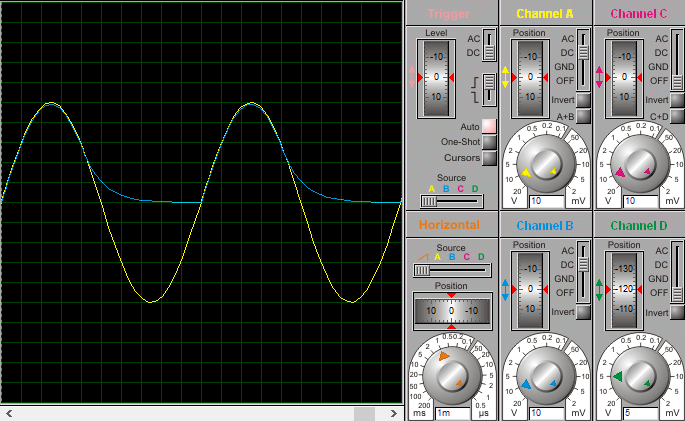 Trigger
Level
-10
0
10
AC
DC
Auto
One-Shot
Cursors
Source
A B C D
Channel A
Position
-10
0
10
AC
DC
GND
OFF
Invert
A+B
0.5 0.2 0.1
1 50
2 20
5 10
10 5
20 2
V 10 mV
Channel C
Position
-10
0
10
AC
DC
GND
OFF
Invert
C+D
0.5 0.2 0.1
1 50
2 20
5 10
10 5
20 2
V 10 mV
Horizontal
Source
A B C D
Position
10 0 -10
1 0.5 0.2 0.1
2 50
5 20
10 10
20 5
50 2
100 1
200 0.5
ms 1m µs
Channel B
Position
-10
0
10
AC
DC
GND
OFF
Invert
0.5 0.2 0.1
1 50
2 20
5 10
10 5
20 2
V 10 mV
Channel D
Position
-130
-120
-110
AC
DC
GND
OFF
Invert
0.5 0.2 0.1
1 50
2 20
5 10
10 5
20 2
V 5 mV